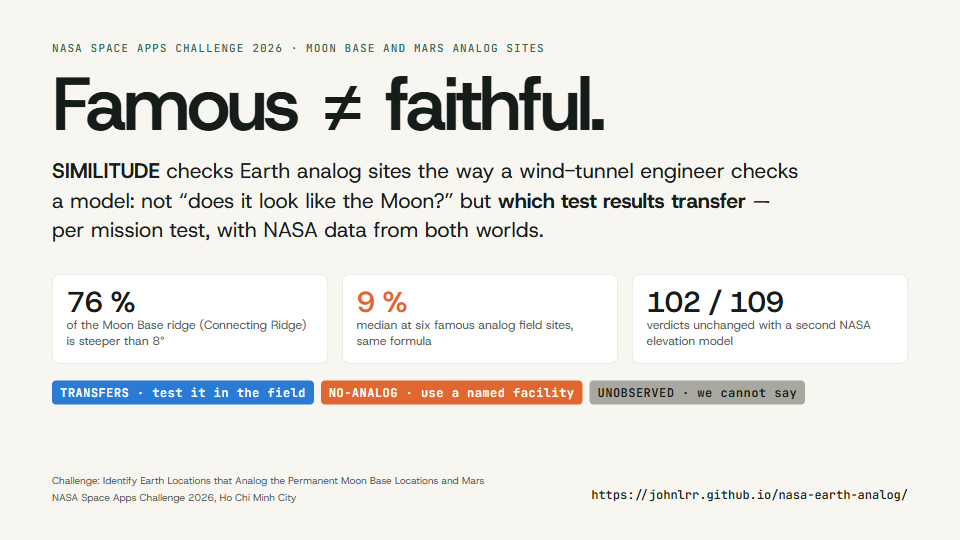 NASA SPACE APPS CHALLENGE 2026 · MOON BASE AND MARS ANALOG SITES
Famous ≠ faithful.
SIMILITUDE checks Earth analog sites the way a wind-tunnel engineer checks
a model: not “does it look like the Moon?” but which test results transfer —
per mission test, with NASA data from both worlds.
76 %
of the Moon Base ridge (Connecting Ridge)
is steeper than 8°
9 %
median at six famous analog field sites,
same formula
102 / 109
verdicts unchanged with a second NASA
elevation model
TRANSFERS · test it in the field
NO-ANALOG · use a named facility
UNOBSERVED · we cannot say
Challenge: Identify Earth Locations that Analog the Permanent Moon Base Locations and Mars
NASA Space Apps Challenge 2026, Ho Chi Minh City
https://johnlrr.github.io/nasa-earth-analog/